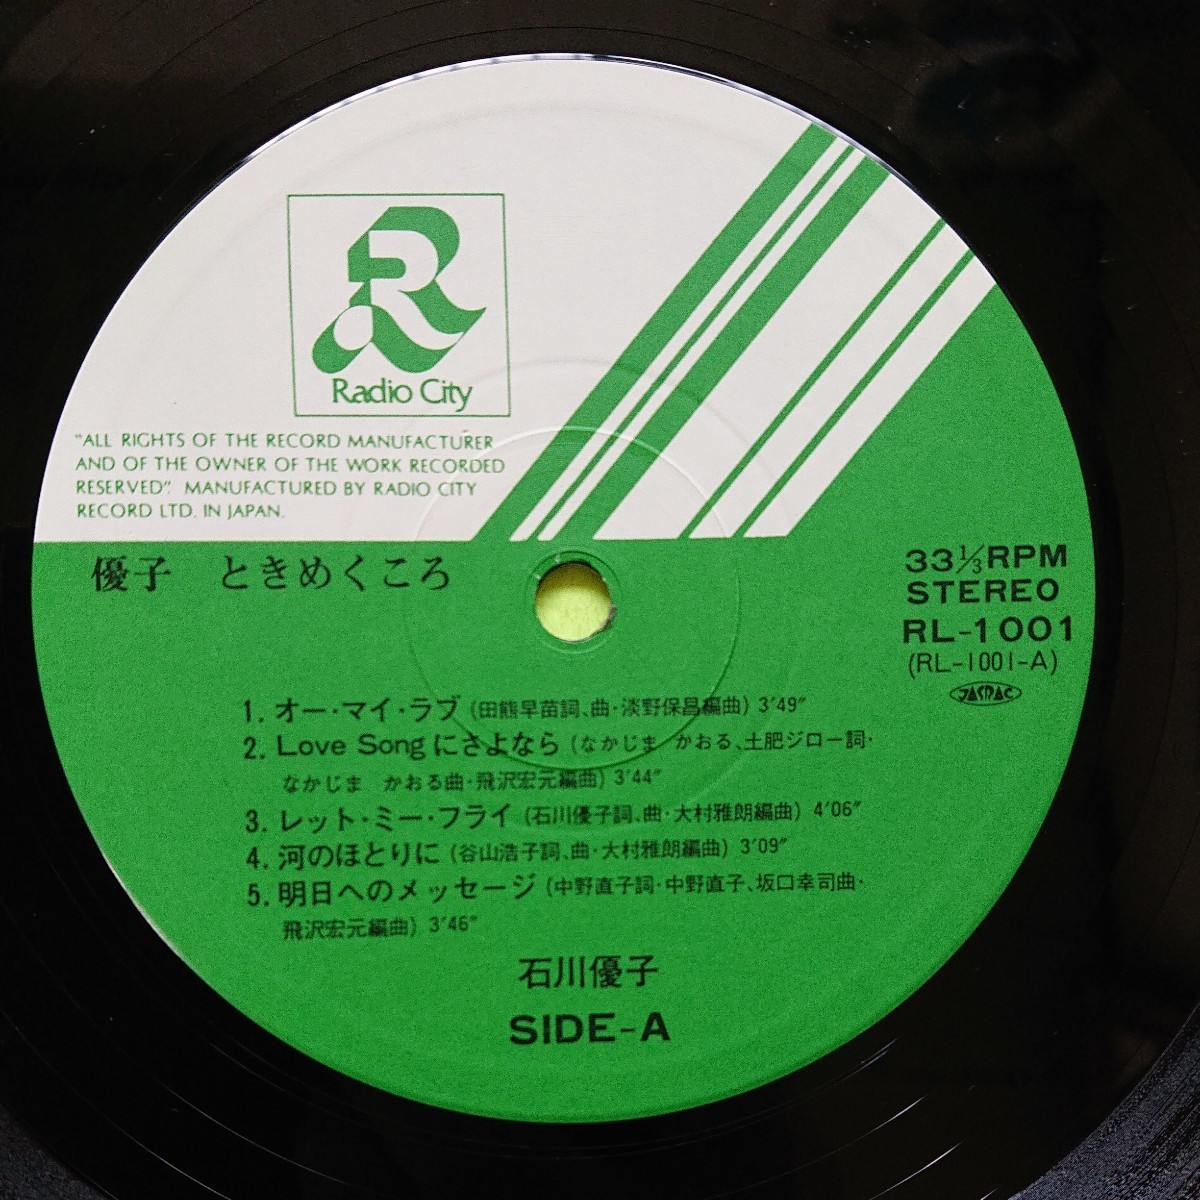 R
Radio City
"ALL RIGHTS OF THE RECORD MANUFACTURER
AND OF THE OWNER OF THE WORK RECORDED
RESERVED". MANUFACTURED BY RADIO CITY
RECORD LTD. IN JAPAN.
優子　ときめくころ
33 1/3 RPM
STEREO
RL-1001
(RL-1001-A)
JASRAC
1. オー・マイ・ラブ (田熊早苗詞、曲・淡野保昌編曲) 3'49"
2. Love Song にさよなら (なかじま　かおる、土肥ジロー詞・
なかじま　かおる曲・飛沢宏元編曲) 3'44"
3. レット・ミー・フライ (石川優子詞、曲・大村雅朗編曲) 4'06"
4. 河のほとりに (谷山浩子詞、曲・大村雅朗編曲) 3'09"
5. 明日へのメッセージ (中野直子詞・中野直子、坂口幸司曲・
飛沢宏元編曲) 3'46"
石川優子
SIDE-A